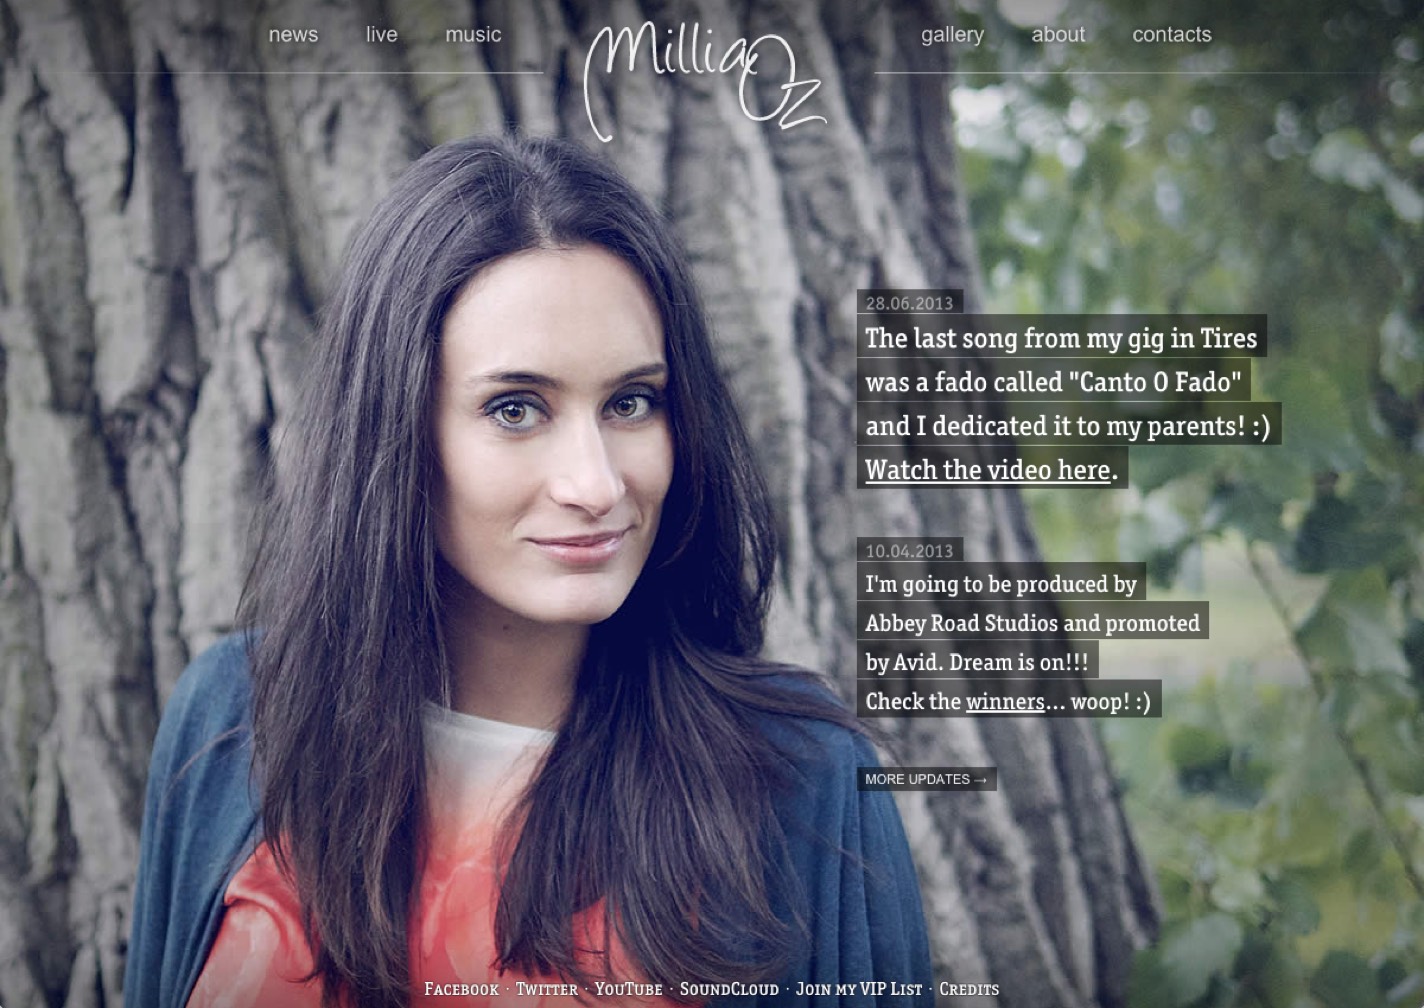 news live music
Millia Oz
gallery about contacts
28.06.2013
The last song from my gig in Tires
was a fado called "Canto O Fado"
and I dedicated it to my parents! :)
Watch the video here.
10.04.2013
I'm going to be produced by
Abbey Road Studios and promoted
by Avid. Dream is on!!!
Check the winners... woop! :)
MORE UPDATES →
Facebook · Twitter · YouTube · SoundCloud · Join my VIP List · Credits